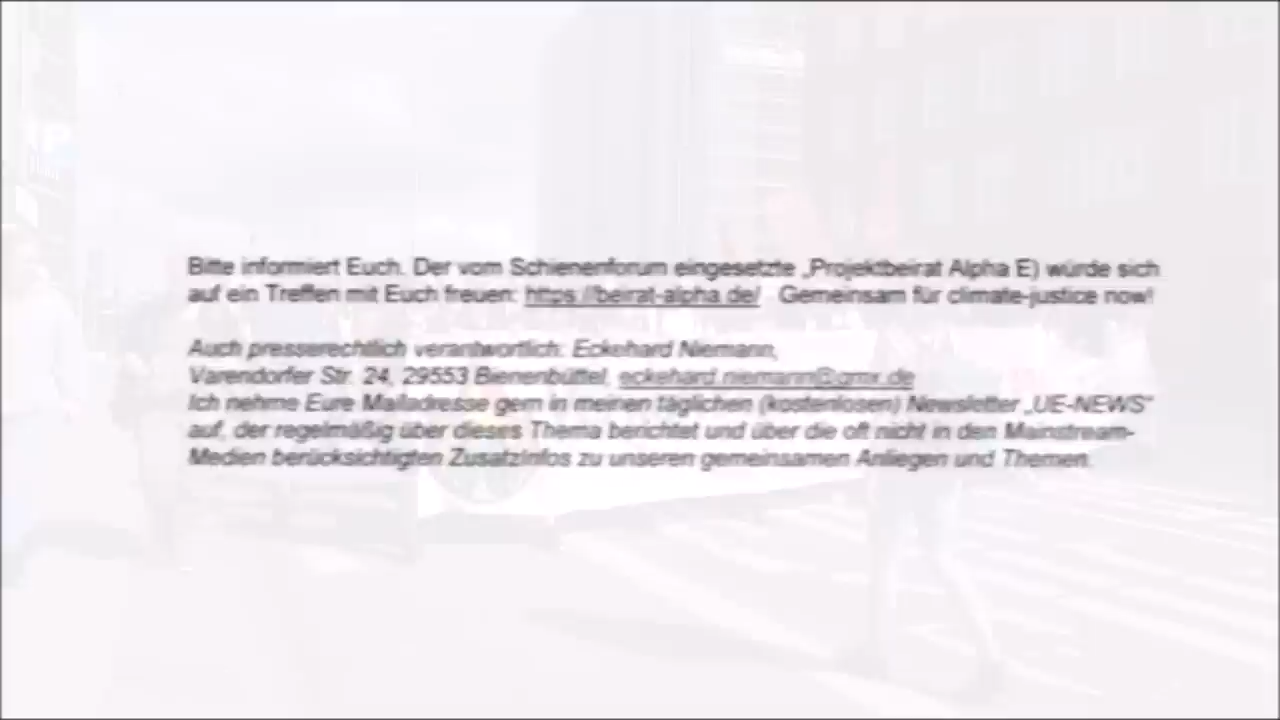 Bitte informiert Euch. Der vom Schienenforum eingesetzte „Projektbeirat Alpha E) würde sich
auf ein Treffen mit Euch freuen: https://beirat-alpha.de/ Gemeinsam für climate-justice now!
Auch presserechtlich verantwortlich: Eckehard Niemann,
Varendorfer Str. 24, 29553 Bienenbüttel, eckehard.niemann@gmx.de
Ich nehme Eure Mailadresse gern in meinen täglichen (kostenlosen) Newsletter „UE-NEWS“
auf, der regelmäßig über dieses Thema berichtet und über die oft nicht in den Mainstream-
Medien berücksichtigten Zusatzinfos zu unseren gemeinsamen Anliegen und Themen.